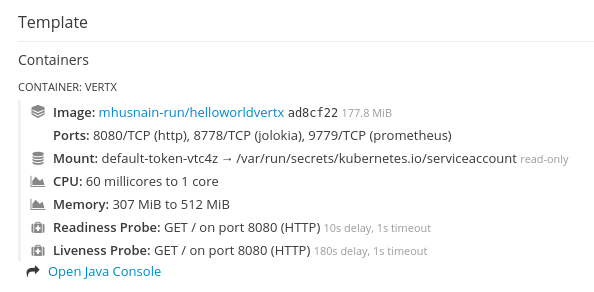 Template
Containers
CONTAINER: VERTX
Image: mhusnain-run/helloworldvertx ad8cf22 177.8 MiB
Ports: 8080/TCP (http), 8778/TCP (jolokia), 9779/TCP (prometheus)
Mount: default-token-vtc4z → /var/run/secrets/kubernetes.io/serviceaccount read-only
CPU: 60 millicores to 1 core
Memory: 307 MiB to 512 MiB
Readiness Probe: GET / on port 8080 (HTTP) 10s delay, 1s timeout
Liveness Probe: GET / on port 8080 (HTTP) 180s delay, 1s timeout
Open Java Console